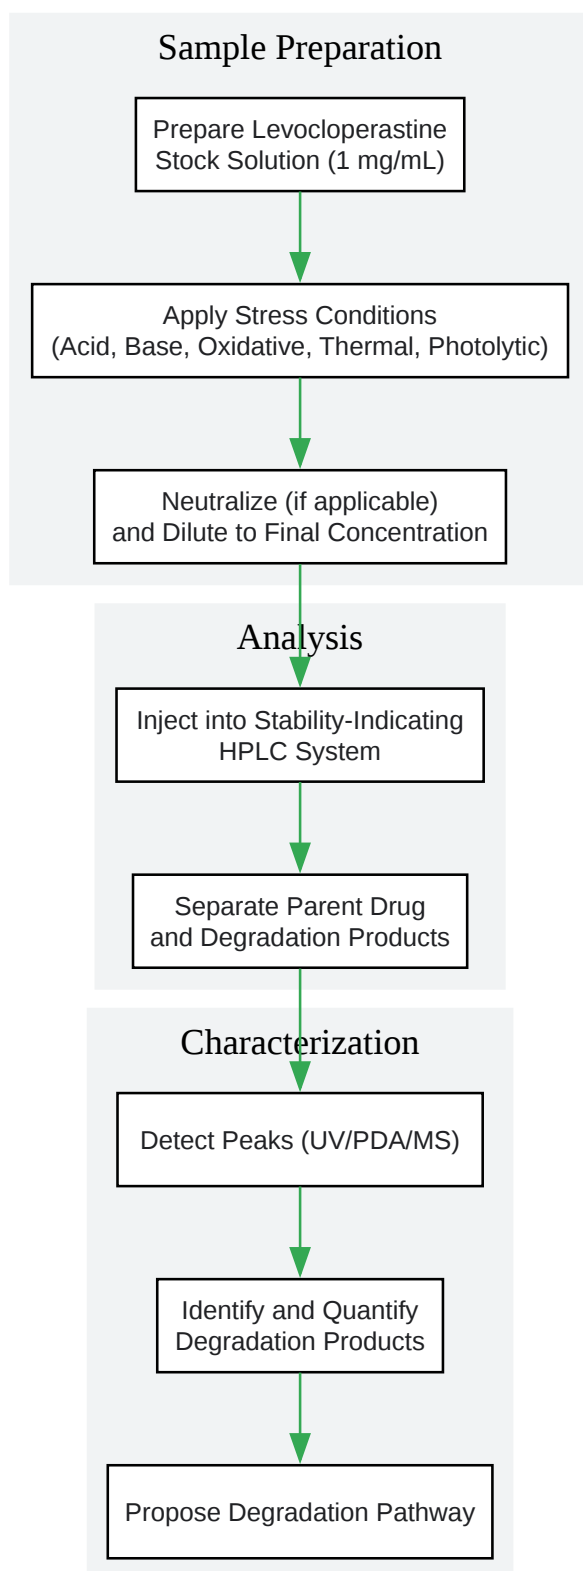 Sample Preparation
Prepare Levocloperastine
Stock Solution (1 mg/mL)
Apply Stress Conditions
(Acid, Base, Oxidative, Thermal, Photolytic)
Neutralize (if applicable)
and Dilute to Final Concentration
Analysis
Inject into Stability-Indicating
HPLC System
Separate Parent Drug
and Degradation Products
Characterization
Detect Peaks (UV/PDA/MS)
Identify and Quantify
Degradation Products
Propose Degradation Pathway